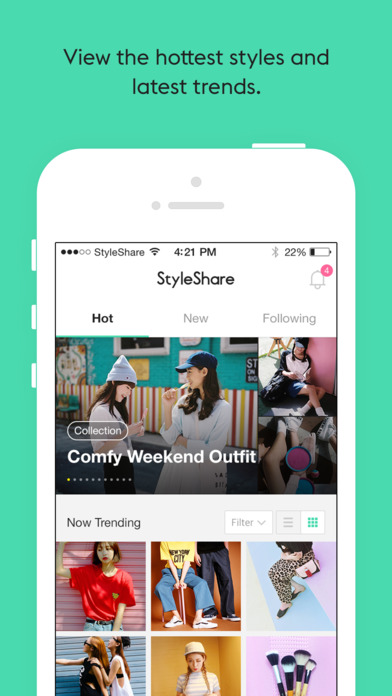 View the hottest styles and
latest trends.
StyleShare 4:21 PM 22%
StyleShare 4
Hot New Following
Collection
Comfy Weekend Outfit
Now Trending Filter
NEW YORK
CITY